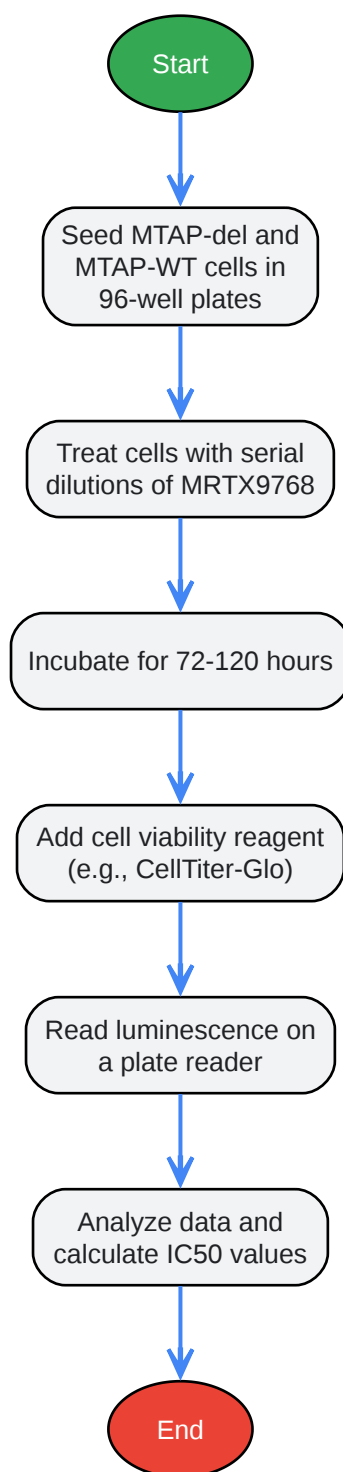 Start
Seed MTAP-del and
MTAP-WT cells in
96-well plates
Treat cells with serial
dilutions of MRTX9768
Incubate for 72-120 hours
Add cell viability reagent
(e.g., CellTiter-Glo)
Read luminescence on
a plate reader
Analyze data and
calculate IC50 values
End